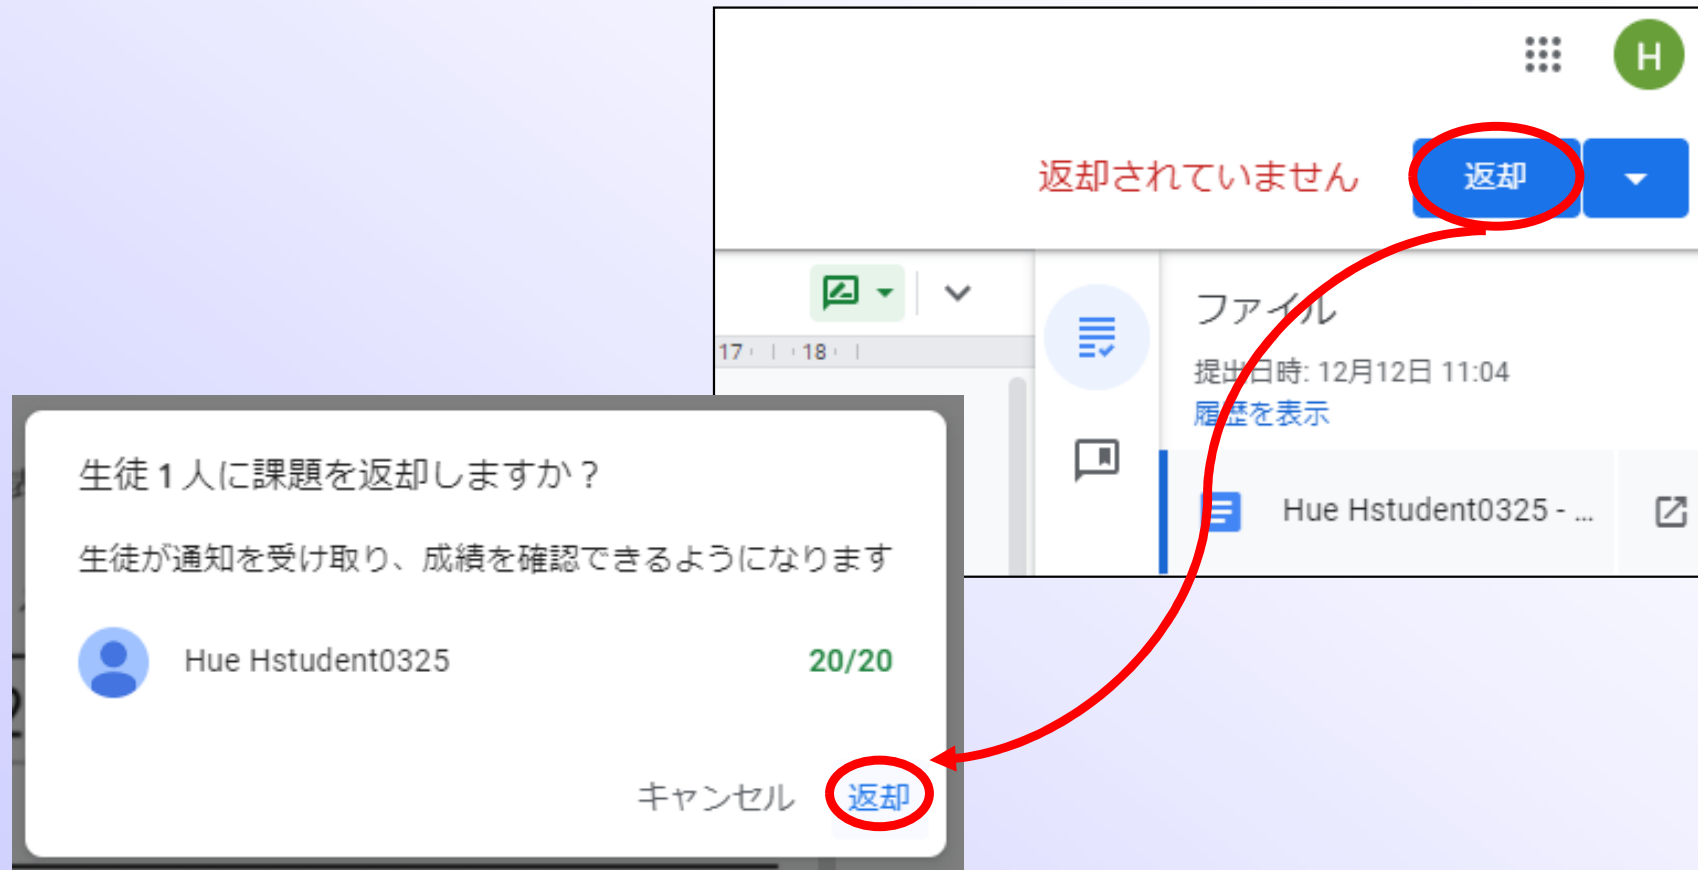 H
返却されていません
返却
17 18
ファイル
提出日時: 12月12日 11:04
履歴を表示
Hue Hstudent0325 - ...
生徒 1 人に課題を返却しますか？
生徒が通知を受け取り、成績を確認できるようになります
Hue Hstudent0325
20/20
キャンセル
返却